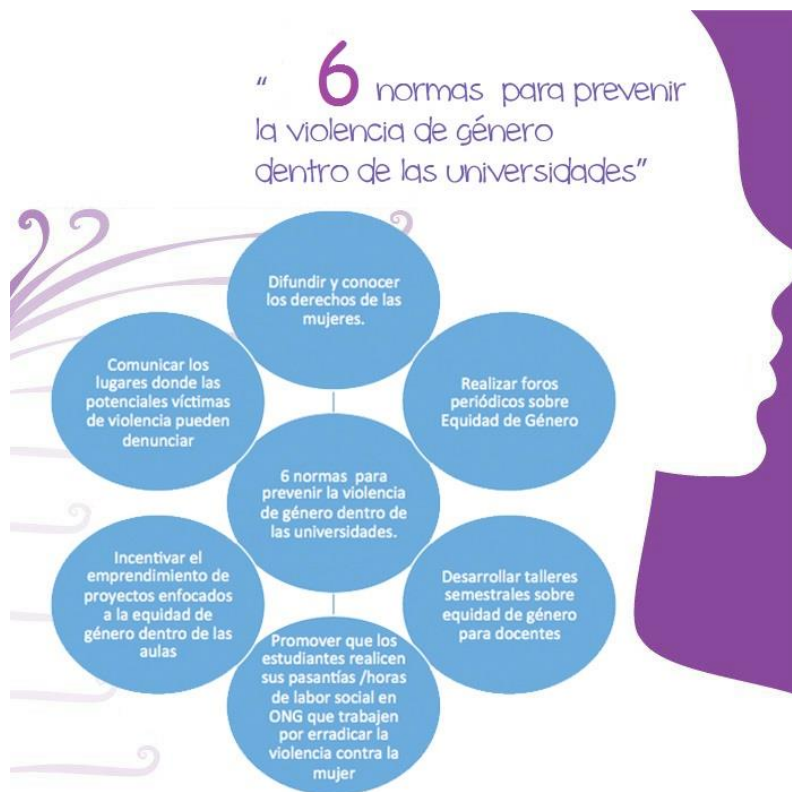 “ 6 normas para prevenir
la violencia de género
dentro de las universidades”
Difundir y conocer
los derechos de las
mujeres.
Realizar foros
periódicos sobre
Equidad de Género
Desarrollar talleres
semestrales sobre
equidad de género
para docentes
Promover que los
estudiantes realicen
sus pasantías /horas
de labor social en
ONG que trabajen
por erradicar la
violencia contra la
mujer
Incentivar el
emprendimiento de
proyectos enfocados
a la equidad de
género dentro de las
aulas
Comunicar los
lugares donde las
potenciales víctimas
de violencia pueden
denunciar
6 normas para
prevenir la violencia
de género dentro de
las universidades.